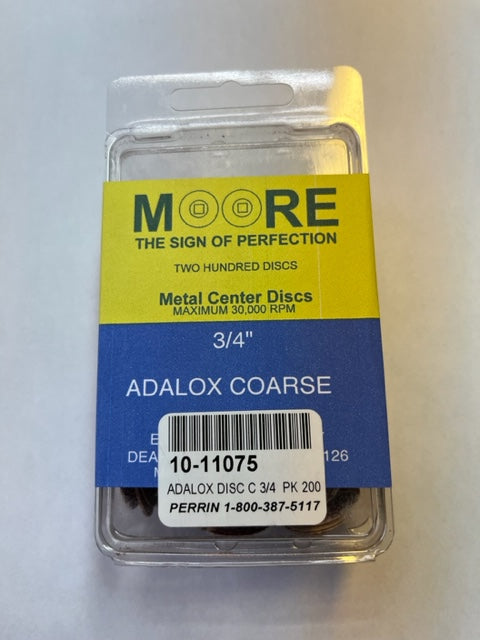 MOORE
THE SIGN OF PERFECTION
TWO HUNDRED DISCS
Metal Center Discs
MAXIMUM 30,000 RPM
3/4"
ADALOX COARSE
10-11075
ADALOX DISC C 3/4 PK 200
PERRIN 1-800-387-5117